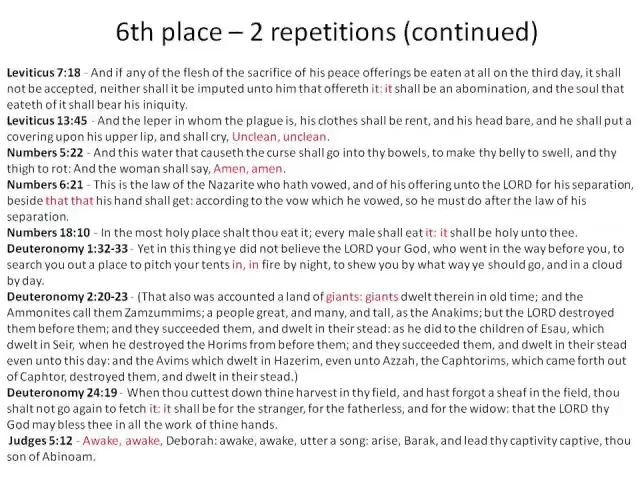 6th place – 2 repetitions (continued)
Leviticus 7:18 - And if any of the flesh of the sacrifice of his peace offerings be eaten at all on the third day, it shall
not be accepted, neither shall it be imputed unto him that offereth it: it shall be an abomination, and the soul that
eateth of it shall bear his iniquity.
Leviticus 13:45 - And the leper in whom the plague is, his clothes shall be rent, and his head bare, and he shall put a
covering upon his upper lip, and shall cry, Unclean, unclean.
Numbers 5:22 - And this water that causeth the curse shall go into thy bowels, to make thy belly to swell, and thy
thigh to rot: And the woman shall say, Amen, amen.
Numbers 6:21 - This is the law of the Nazarite who hath vowed, and of his offering unto the LORD for his separation,
beside that that his hand shall get: according to the vow which he vowed, so he must do after the law of his
separation.
Numbers 18:10 - In the most holy place shalt thou eat it; every male shall eat it: it shall be holy unto thee.
Deuteronomy 1:32-33 - Yet in this thing ye did not believe the LORD your God, who went in the way before you, to
search you out a place to pitch your tents in, in fire by night, to shew you by what way ye should go, and in a cloud
by day.
Deuteronomy 2:20-23 - (That also was accounted a land of giants: giants dwelt therein in old time; and the
Ammonites call them Zamzummims; a people great, and many, and tall, as the Anakims; but the LORD destroyed
them before them; and they succeeded them, and dwelt in their stead: as he did to the children of Esau, which
dwelt in Seir, when he destroyed the Horims from before them; and they succeeded them, and dwelt in their stead
even unto this day: and the Avims which dwelt in Hazerim, even unto Azzah, the Caphtorims, which came forth out
of Caphtor, destroyed them, and dwelt in their stead.)
Deuteronomy 24:19 - When thou cuttest down thine harvest in thy field, and hast forgot a sheaf in the field, thou
shalt not go again to fetch it: it shall be for the stranger, for the fatherless, and for the widow: that the LORD thy
God may bless thee in all the work of thine hands.
Judges 5:12 - Awake, awake, Deborah: awake, awake, utter a song: arise, Barak, and lead thy captivity captive, thou
son of Abinoam.